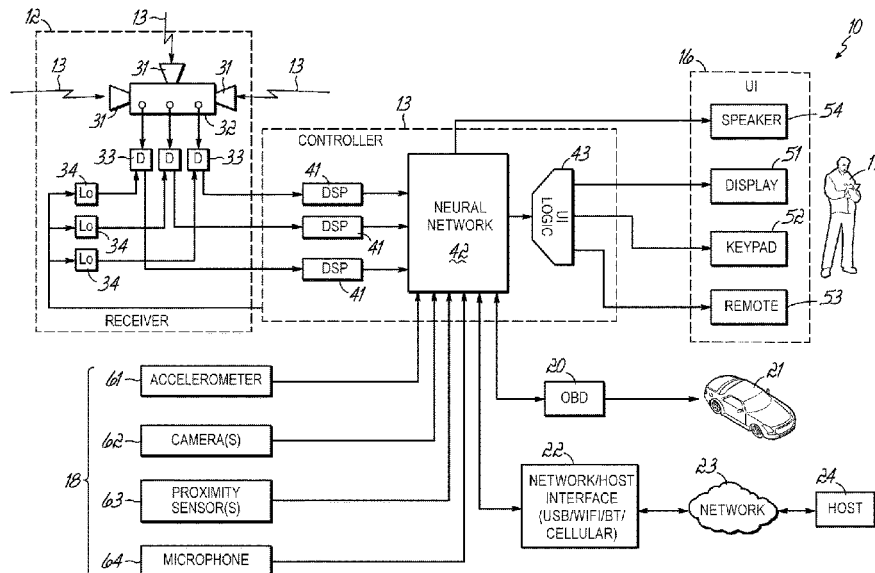 10
12
13
13
13
31
31
31
32
33
D D D
33
34
Lo
34
Lo
34
Lo
RECEIVER
13
CONTROLLER
41
DSP
DSP
41
DSP
41
NEURAL
NETWORK
42
43
UI
LOGIC
16
UI
SPEAKER
54
51
DISPLAY
52
KEYPAD
REMOTE
53
18
61
ACCELEROMETER
62
CAMERA(S)
63
PROXIMITY
SENSOR(S)
64
MICROPHONE
20
OBD
21
22
NETWORK/HOST
INTERFACE
(USB/WIFI/BT/
CELLULAR)
23
NETWORK
24
HOST